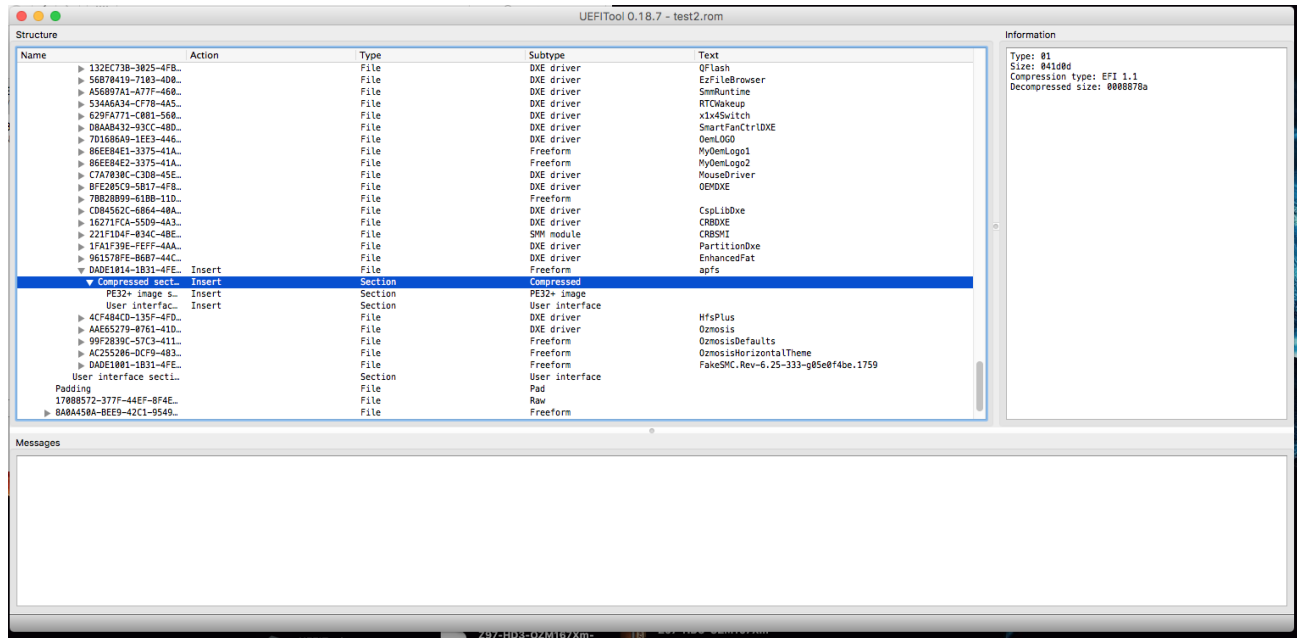 UEFITool 0.18.7 - test2.rom
Structure
Information
Name Action Type Subtype Text
132EC73B-3025-4FB… File DXE driver QFlash
56B70419-7103-4D0… File DXE driver EzFileBrowser
A56897A1-A77F-460… File DXE driver SmmRuntime
534A6A34-CF78-4A5… File DXE driver RTCWakeup
629FA771-C081-560… File DXE driver x1x4Switch
D8AAB432-93CC-48D… File DXE driver SmartFanCtrlDXE
7D1686A9-1EE3-446… File DXE driver OemLOGO
86EE84E1-3375-41A… File Freeform MyOemLogo1
86EE84E2-3375-41A… File Freeform MyOemLogo2
C7A7030C-C3D8-45E… File DXE driver MouseDriver
BFE205C9-5B17-4F8… File DXE driver OEMDXE
7BB28B99-61BB-11D… File Freeform
CD84562C-6864-40A… File DXE driver CspLibDxe
16271FCA-55D9-4A3… File DXE driver CRBDXE
221F1D4F-034C-4BE… File SMM module CRBSMI
1FA1F39E-FEFF-4AA… File DXE driver PartitionDxe
961578FE-B6B7-44C… File DXE driver EnhancedFat
DADE1014-1B31-4FE… Insert File Freeform apfs
Compressed sect… Insert Section Compressed
PE32+ image s… Insert Section PE32+ image
User interfac… Insert Section User interface
4CF484CD-135F-4FD… File DXE driver HfsPlus
AAE65279-0761-41D… File DXE driver Ozmosis
99F2839C-57C3-411… File Freeform OzmosisDefaults
AC255206-DCF9-483… File Freeform OzmosisHorizontalTheme
DADE1001-1B31-4FE… File Freeform FakeSMC.Rev-6.25-333-g05e0f4be.1759
User interface secti… Section User interface
Padding File Pad
17088572-377F-44EF-8F4E… File Raw
8A0A450A-BEE9-42C1-9549… File Freeform
Type: 01
Size: 041d0d
Compression type: EFI 1.1
Decompressed size: 0008878a
Messages
Z97-HD3-OZM167Xm-